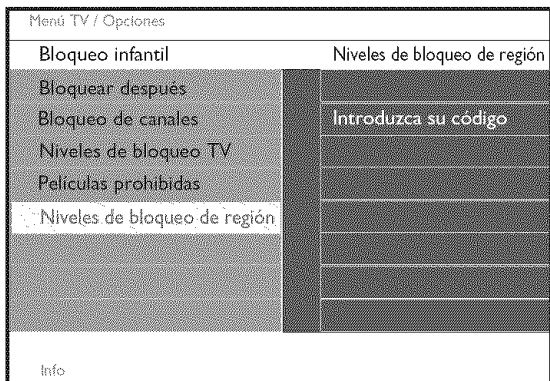 Menú TV / Opciones
Bloqueo infantil
Niveles de bloqueo de región
Bloquear después
Bloqueo de canales
Introduzca su código
Niveles de bloqueo TV
Películas prohibidas
Niveles de bloqueo de región
Info